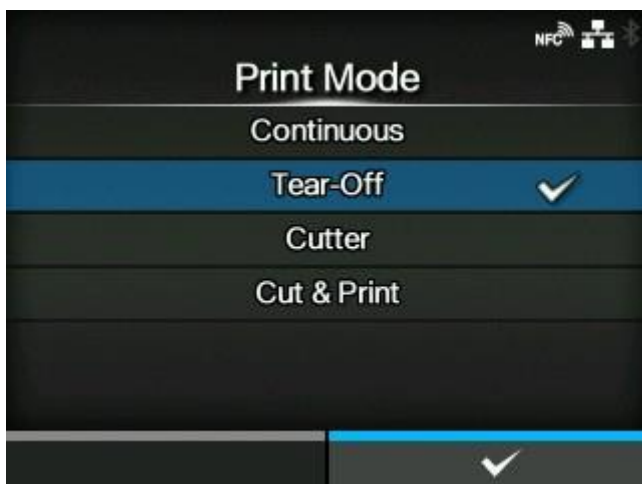 NFC
Print Mode
Continuous
Tear-Off
Cutter
Cut & Print